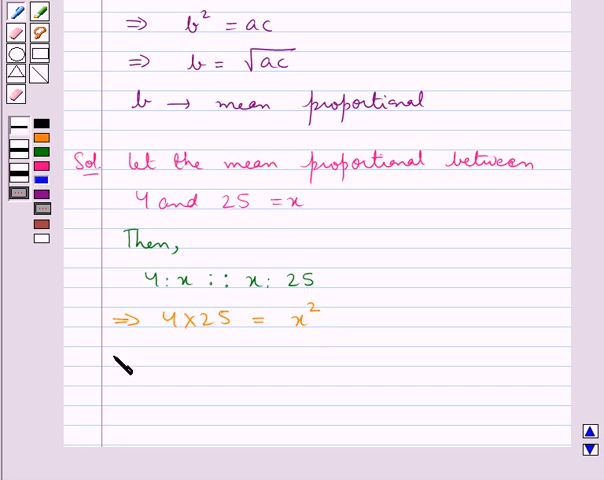 ⇒ b² = ac
⇒ b = √ac
b → mean proportional
Sol. let the mean proportional between
4 and 25 = x
Then,
4 : x :: x : 25
⇒ 4 × 25 = x²